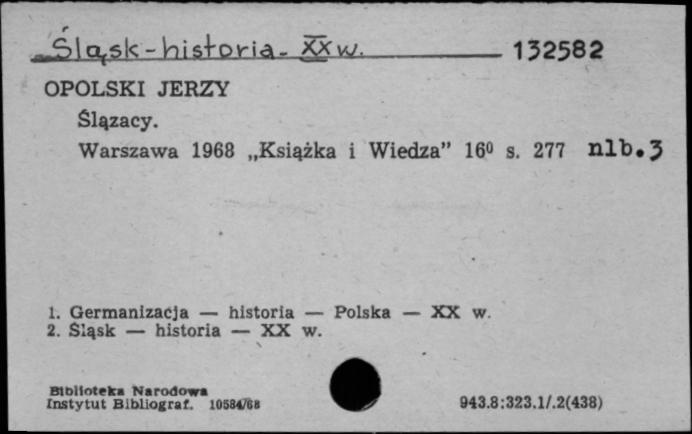 Śląsk - historia - XX w. 132582
OPOLSKI JERZY
Ślązacy.
Warszawa 1968 „Książka i Wiedza” 16⁰ s. 277 nlb. 3
1. Germanizacja — historia — Polska — XX w.
2. Śląsk — historia — XX w.
Biblioteka Narodowa
Instytut Bibliograf. 10584/68
943.8:323.1/.2(438)